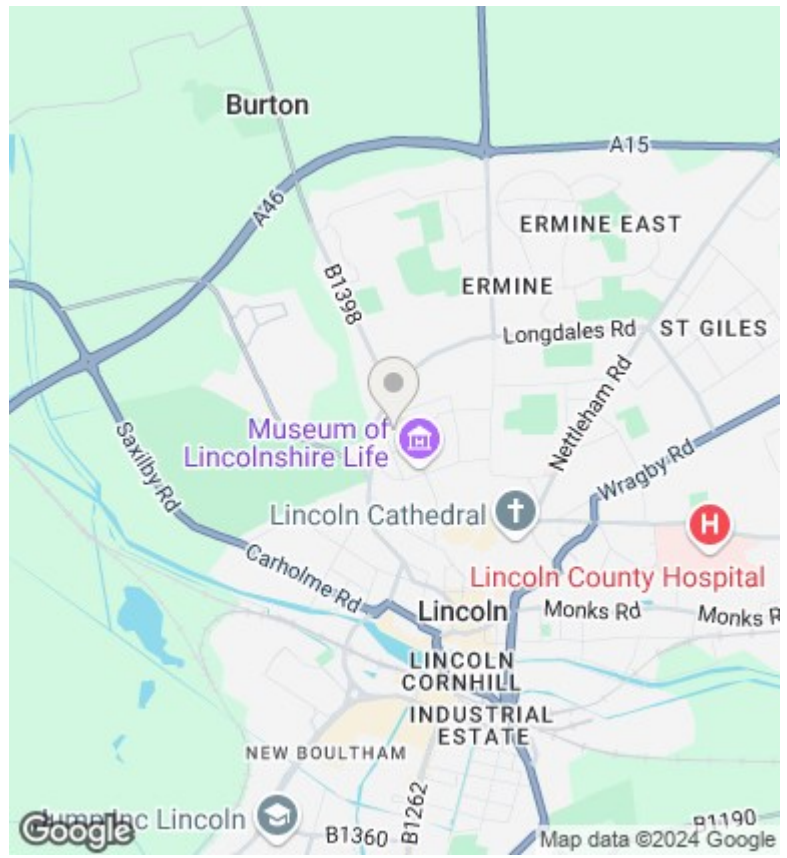 Burton
A15
A46
ERMINE EAST
B1398
ERMINE
Longdales Rd
ST GILES
Nettleham Rd
Museum of
Lincolnshire Life
M
Saxilby Rd
Wragby Rd
Lincoln Cathedral
H
Lincoln County Hospital
Carholme Rd
Lincoln
Monks Rd
Monks R
LINCOLN
CORNHILL
INDUSTRIAL
ESTATE
NEW BOULTHAM
B1262
Jump Inc Lincoln
Google
B1360
B1190
Map data ©2024 Google